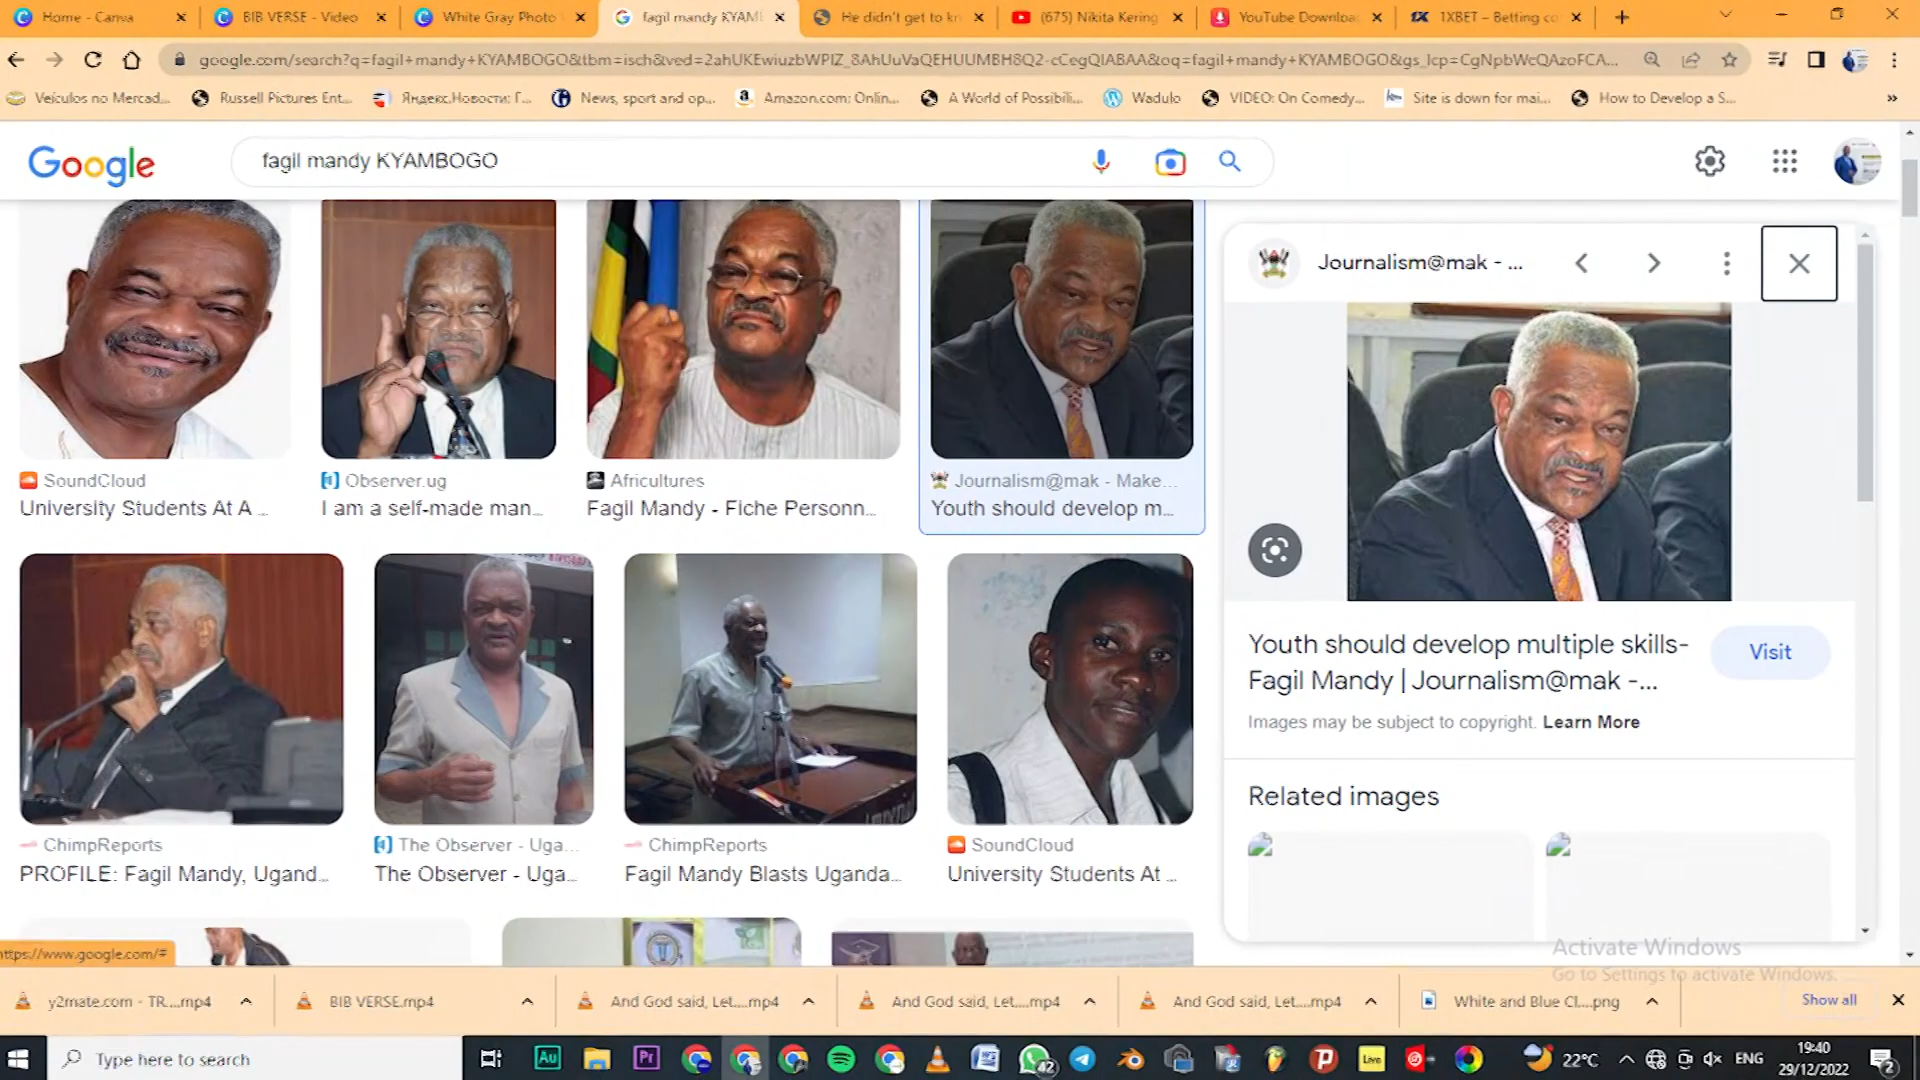 Home - Canva
BIB VERSE - Video
White Gray Photo
fagil mandy KYAM
He didn't get to kn
(675) Nikita Kering
YouTube Downloa
1XBET – Betting co
google.com/search?q=fagil+mandy+KYAMBOGO&tbm=isch&ved=2ahUKEwiuzbWPlZ_8AhUuVaQEHUUMBH8Q2-cCegQIABAA&oq=fagil+mandy+KYAMBOGO&gs_lcp=CgNpbWcQAzoFCA...
Veículos no Mercad...
Russell Pictures Ent...
Яндекс.Новости: Г...
News, sport and op...
Amazon.com: Onlin...
A World of Possibili...
Wadulo
VIDEO: On Comedy...
Site is down for mai...
How to Develop a S...
Google
fagil mandy KYAMBOGO
SoundCloud
University Students At A ...
Observer.ug
I am a self-made man...
Africultures
Fagil Mandy - Fiche Personn...
Journalism@mak - Make...
Youth should develop m...
Journalism@mak - ...
Youth should develop multiple skills-
Fagil Mandy | Journalism@mak -...
Visit
Images may be subject to copyright. Learn More
Related images
ChimpReports
PROFILE: Fagil Mandy, Ugand...
The Observer - Uga...
The Observer - Uga...
ChimpReports
Fagil Mandy Blasts Uganda...
SoundCloud
University Students At ...
https://www.google.com/#
Activate Windows
Go to Settings to activate Windows.
y2mate.com - TR....mp4
BIB VERSE.mp4
And God said, Let....mp4
And God said, Let....mp4
And God said, Let....mp4
White and Blue Cl....png
Show all
Type here to search
Au
Pr
42
Live
22°C
ENG
19:40
29/12/2022
2